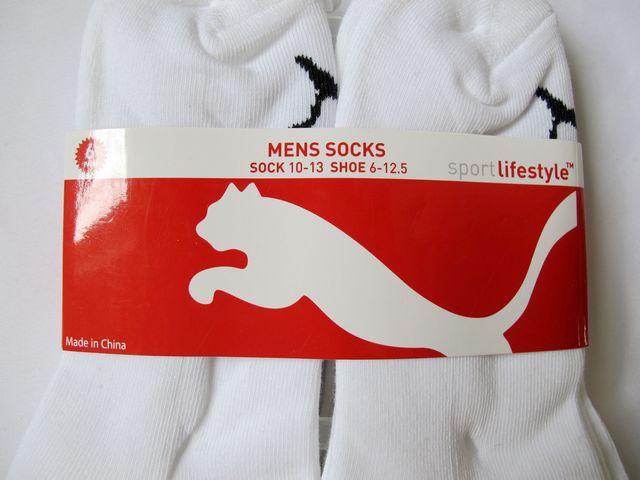 MENS SOCKS
SOCK 10-13 SHOE 6-12.5
sportlifestyle™
Made in China